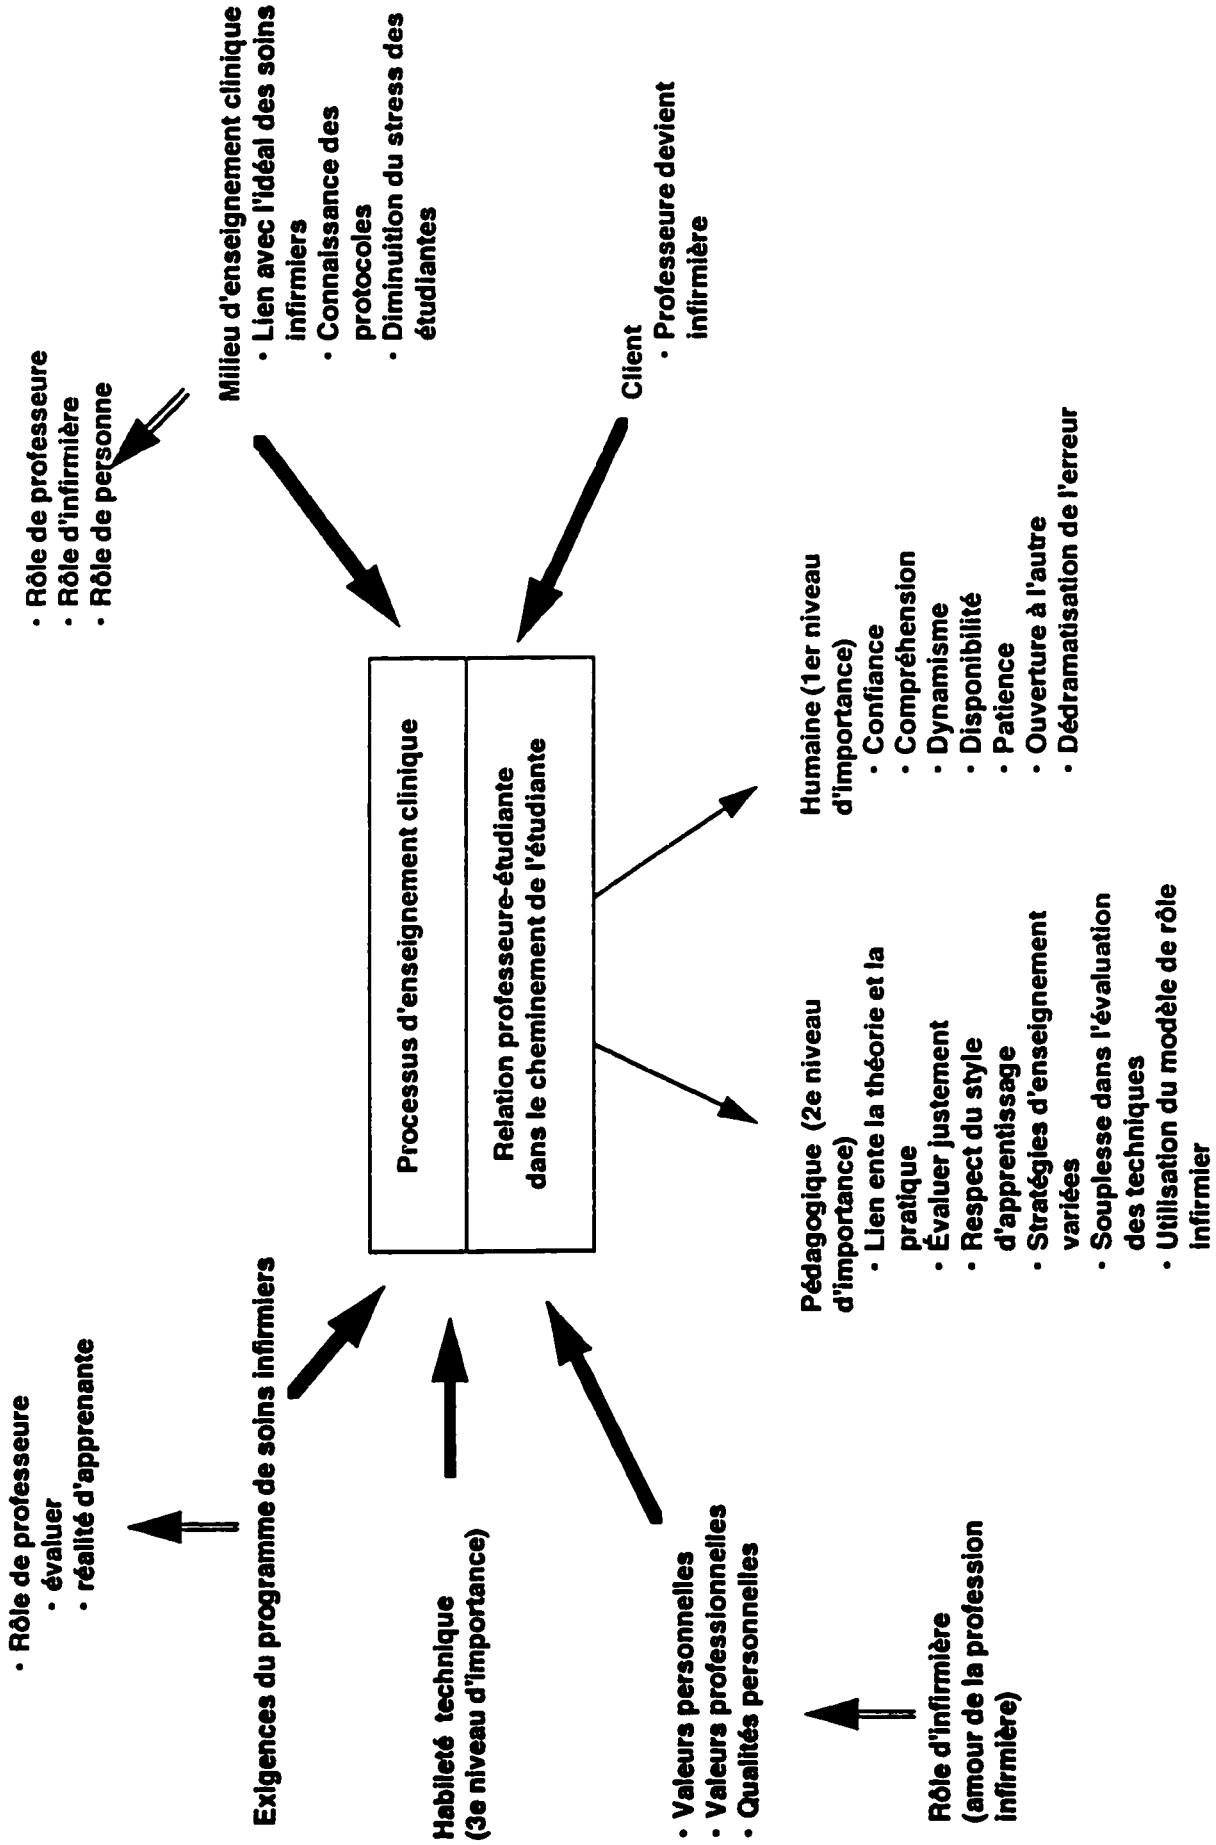 • Rôle de professeure
• évaluer
• réalité d'apprenante
Exigences du programme de soins infirmiers
Habileté technique
(3e niveau d'importance)
• Valeurs personnelles
• Valeurs professionnelles
• Qualités personnelles
Rôle d'infirmière
(amour de la profession
infirmière)
Processus d'enseignement clinique
Relation professeure-étudiante
dans le cheminement de l'étudiante
Pédagogique (2e niveau
d'importance)
• Lien ente la théorie et la
pratique
• Évaluer justement
• Respect du style
d'apprentissage
• Stratégies d'enseignement
variées
• Souplesse dans l'évaluation
des techniques
• Utilisation du modèle de rôle
infirmier
Humaine (1er niveau
d'importance)
• Confiance
• Compréhension
• Dynamisme
• Disponibilité
• Patience
• Ouverture à l'autre
• Dédramatisation de l'erreur
• Rôle de professeure
• Rôle d'infirmière
• Rôle de personne
Milieu d'enseignement clinique
• Lien avec l'idéal des soins
infirmiers
• Connaissance des
protocoles
• Diminuition du stress des
étudiantes
Client
• Professeure devient
infirmière